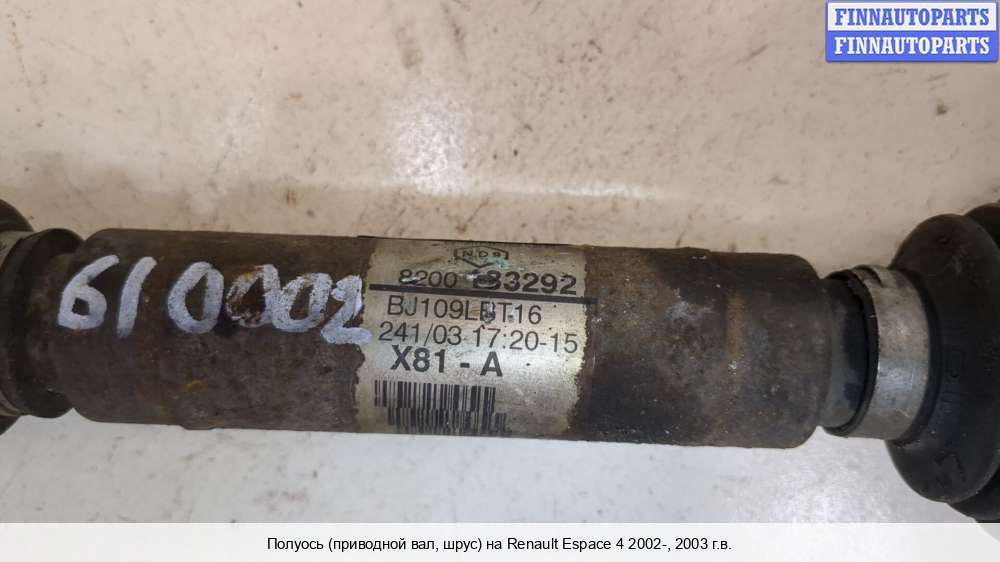 FINNAUTOPARTS
FINNAUTOPARTS
610002
8200
BJ109LBT16
241/03 17:20-15
X81 - A
Полуось (приводной вал, шрус) на Renault Espace 4 2002-, 2003 г.в.